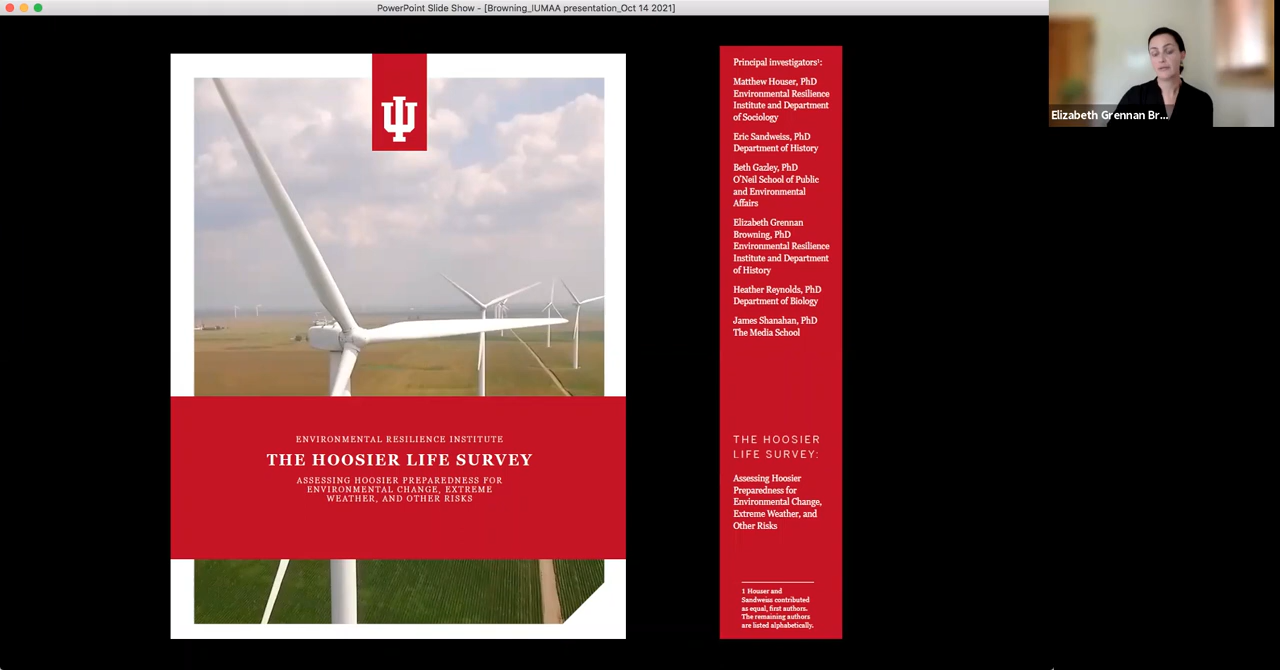 PowerPoint Slide Show - [Browning_IUMAA presentation_Oct 14 2021]
ENVIRONMENTAL RESILIENCE INSTITUTE
THE HOOSIER LIFE SURVEY
ASSESSING HOOSIER PREPAREDNESS FOR
ENVIRONMENTAL CHANGE, EXTREME
WEATHER, AND OTHER RISKS
Principal investigators¹:
Matthew Houser, PhD
Environmental Resilience
Institute and Department
of Sociology
Eric Sandweiss, PhD
Department of History
Beth Gazley, PhD
O'Neil School of Public
and Environmental
Affairs
Elizabeth Grennan
Browning, PhD
Environmental Resilience
Institute and Department
of History
Heather Reynolds, PhD
Department of Biology
James Shanahan, PhD
The Media School
THE HOOSIER
LIFE SURVEY:
Assessing Hoosier
Preparedness for
Environmental Change,
Extreme Weather, and
Other Risks
1 Houser and
Sandweiss contributed
as equal, first authors.
The remaining authors
are listed alphabetically.
Elizabeth Grennan Br...